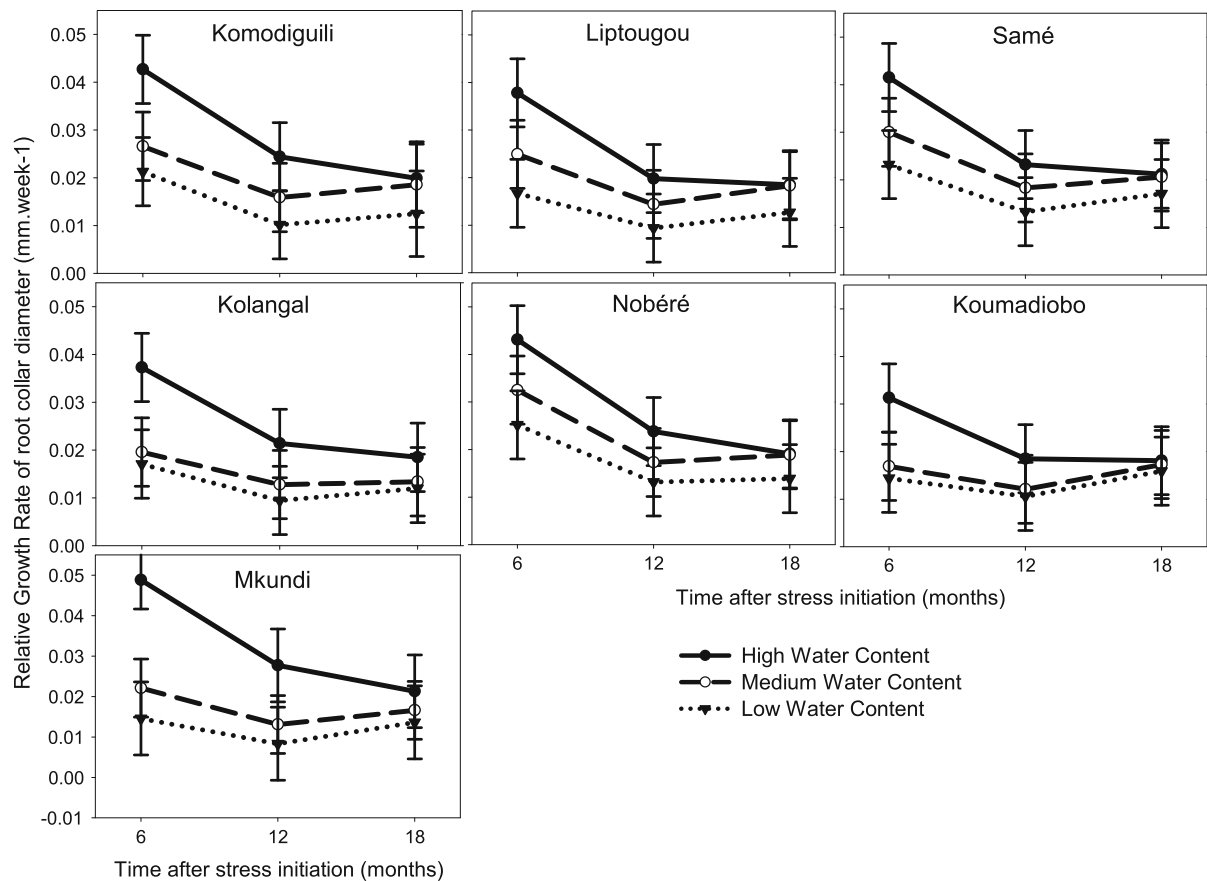 Relative Growth Rate of root collar diameter (mm.week-1)
Komodiguili
0.05
0.04
0.03
0.02
0.01
0.00
Liptougou
Samé
Kolangal
0.05
0.04
0.03
0.02
0.01
0.00
Nobéré
6
12
18
Time after stress initiation (months)
Koumadiobo
6
12
18
Mkundi
0.05
0.04
0.03
0.02
0.01
0.00
-0.01
6
12
18
Time after stress initiation (months)
High Water Content
Medium Water Content
Low Water Content